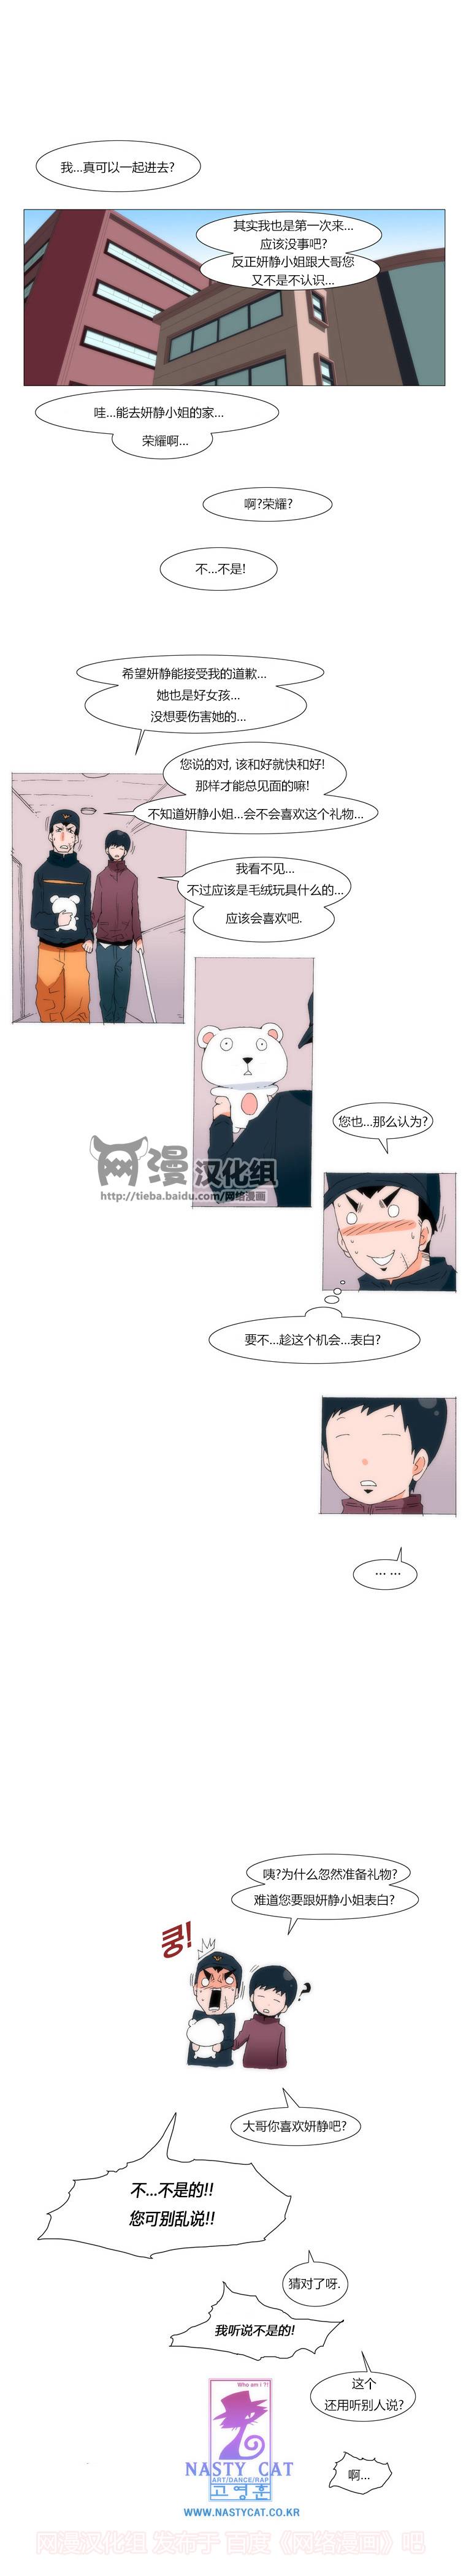 我...真可以一起进去?
其实我也是第一次来...
应该没事吧?
反正妍静小姐跟大哥您
又不是不认识...
哇...能去妍静小姐的家...
荣耀啊...
啊?荣耀?
不...不是!
希望妍静能接受我的道歉...
她也是好女孩...
没想要伤害她的...
您说的对, 该和好就快和好!
那样才能总见面的嘛!
不知道妍静小姐...会不会喜欢这个礼物...
我看不见...
不过应该是毛绒玩具什么的...
应该会喜欢吧.
您也...那么认为?
网漫汉化组
http://tieba.baidu.com/网络漫画
要不...趁这个机会...表白?
... ...
咦?为什么忽然准备礼物?
难道您要跟妍静小姐表白?
쿵!
?
大哥你喜欢妍静吧?
不...不是的!!
您可别乱说!!
猜对了呀.
我听说不是的!
这个
还用听别人说?
啊...
Who am i ?!
NASTY CAT
ART/DANCE/RAP
고영훈
WWW.NASTYCAT.CO.KR
网漫汉化组 发布于 百度《网络漫画》吧